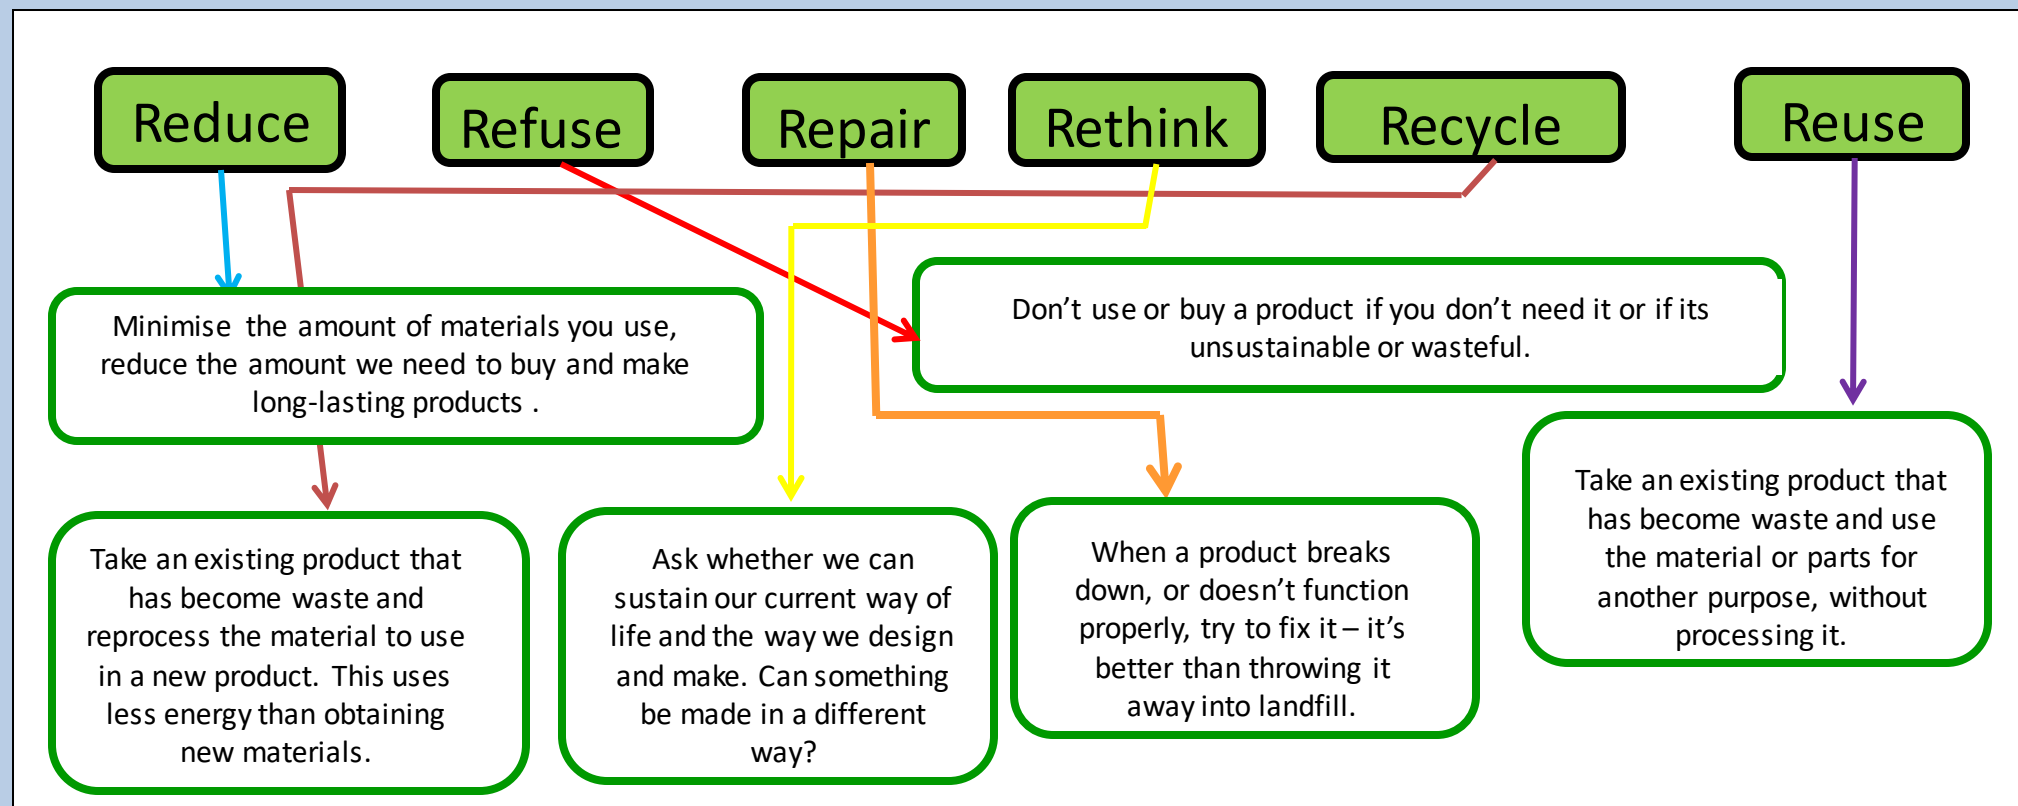 Reduce
Refuse
Repair
Rethink
Recycle
Reuse
Minimise the amount of materials you use,
reduce the amount we need to buy and make
long-lasting products .
Don’t use or buy a product if you don’t need it or if its
unsustainable or wasteful.
Take an existing product that
has become waste and
reprocess the material to use
in a new product. This uses
less energy than obtaining
new materials.
Ask whether we can
sustain our current way of
life and the way we design
and make. Can something
be made in a different
way?
When a product breaks
down, or doesn’t function
properly, try to fix it – it’s
better than throwing it
away into landfill.
Take an existing product that
has become waste and use
the material or parts for
another purpose, without
processing it.